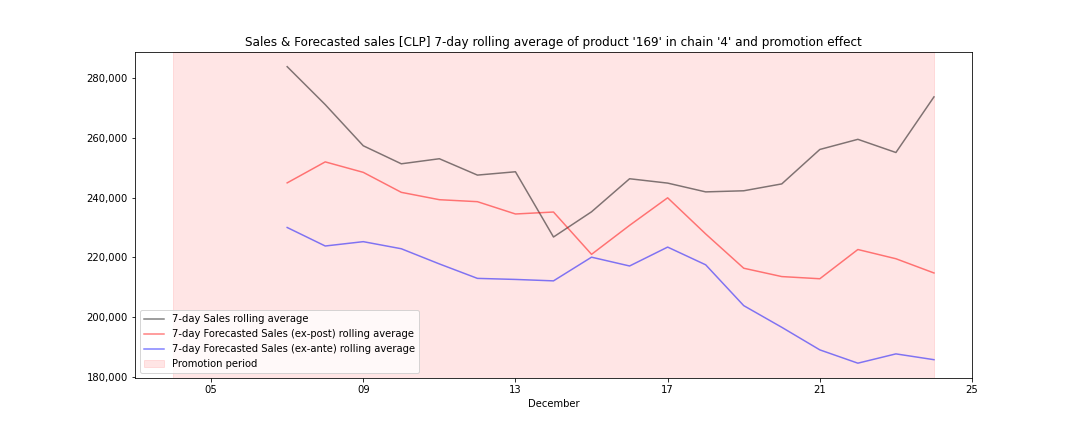 Sales & Forecasted sales [CLP] 7-day rolling average of product '169' in chain '4' and promotion effect
280,000
260,000
240,000
220,000
200,000
180,000
7-day Sales rolling average
7-day Forecasted Sales (ex-post) rolling average
7-day Forecasted Sales (ex-ante) rolling average
Promotion period
05 09 13 17 21 25
December